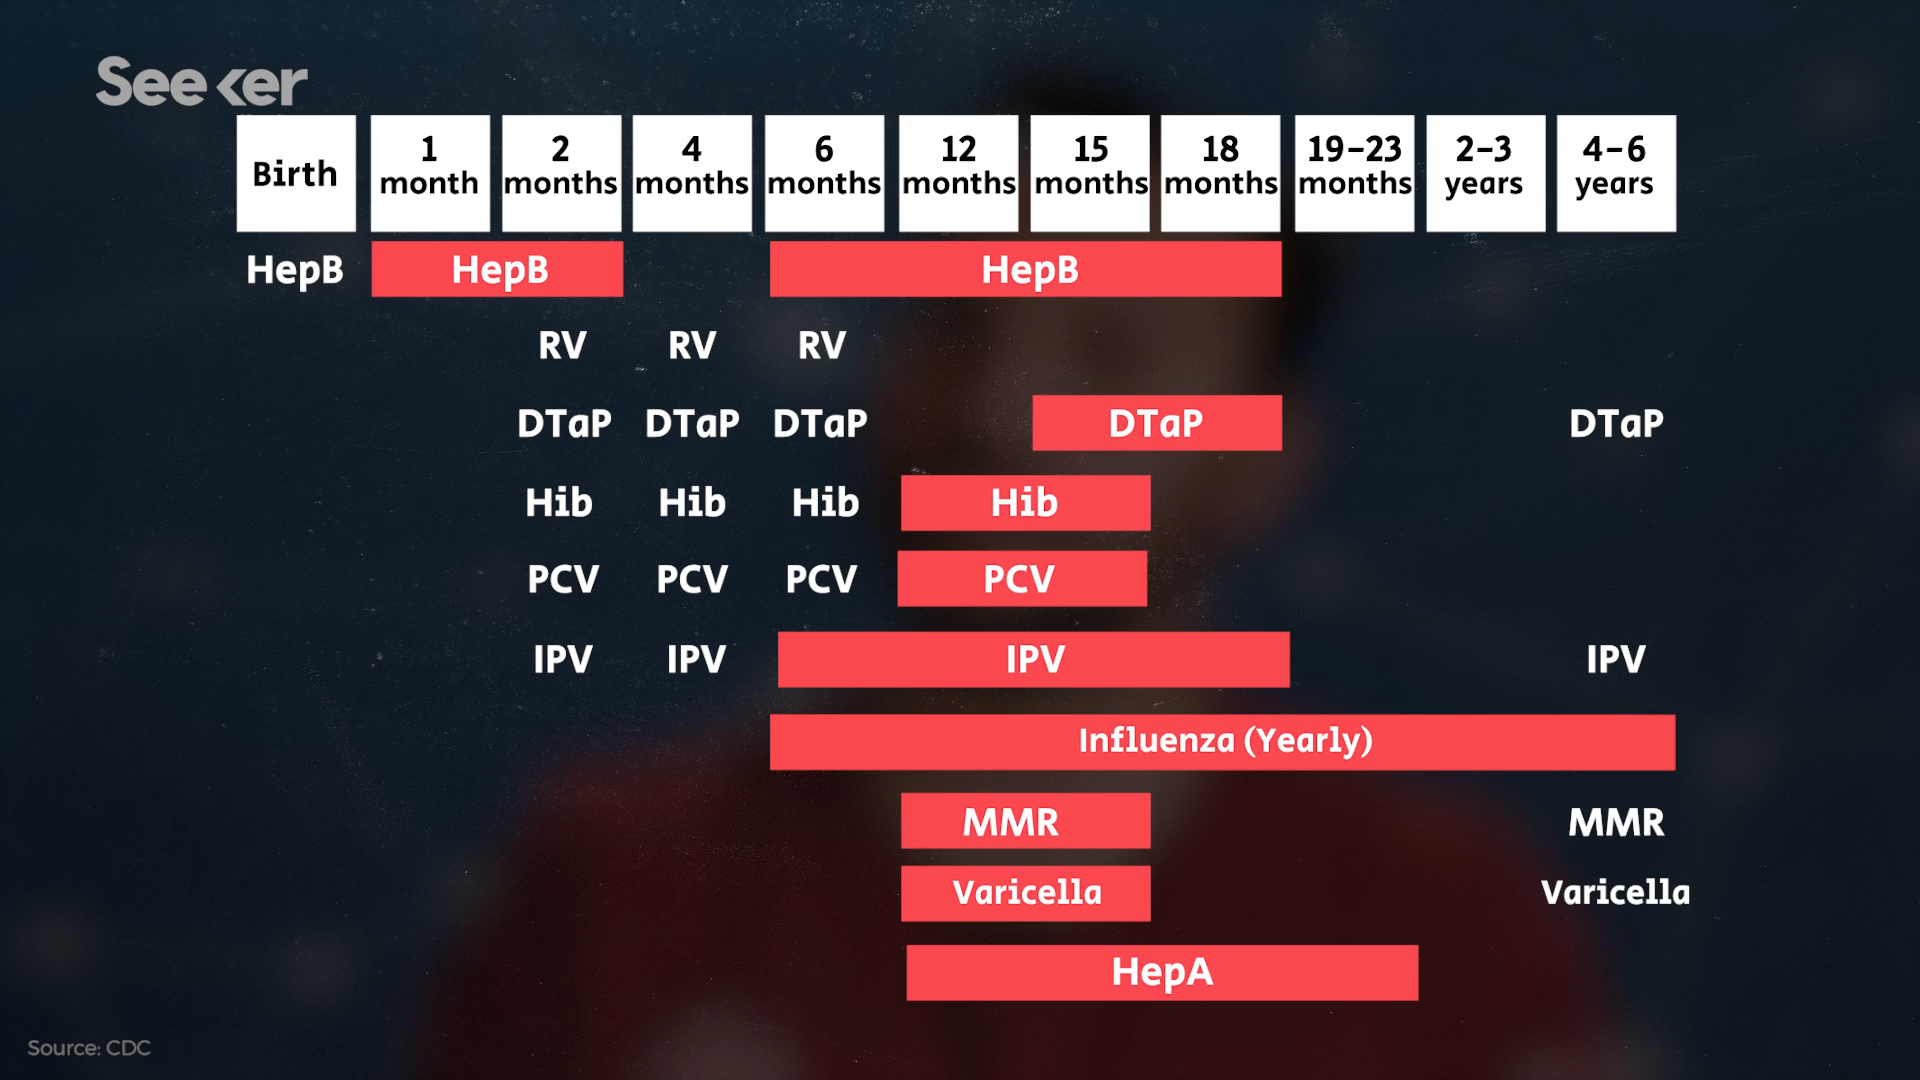 Seeker
Birth
1 month
2 months
4 months
6 months
12 months
15 months
18 months
19–23 months
2–3 years
4–6 years
HepB HepB HepB
RV RV RV
DTaP DTaP DTaP DTaP DTaP
Hib Hib Hib Hib
PCV PCV PCV PCV
IPV IPV IPV IPV
Influenza (Yearly)
MMR MMR
Varicella Varicella
HepA
Source: CDC